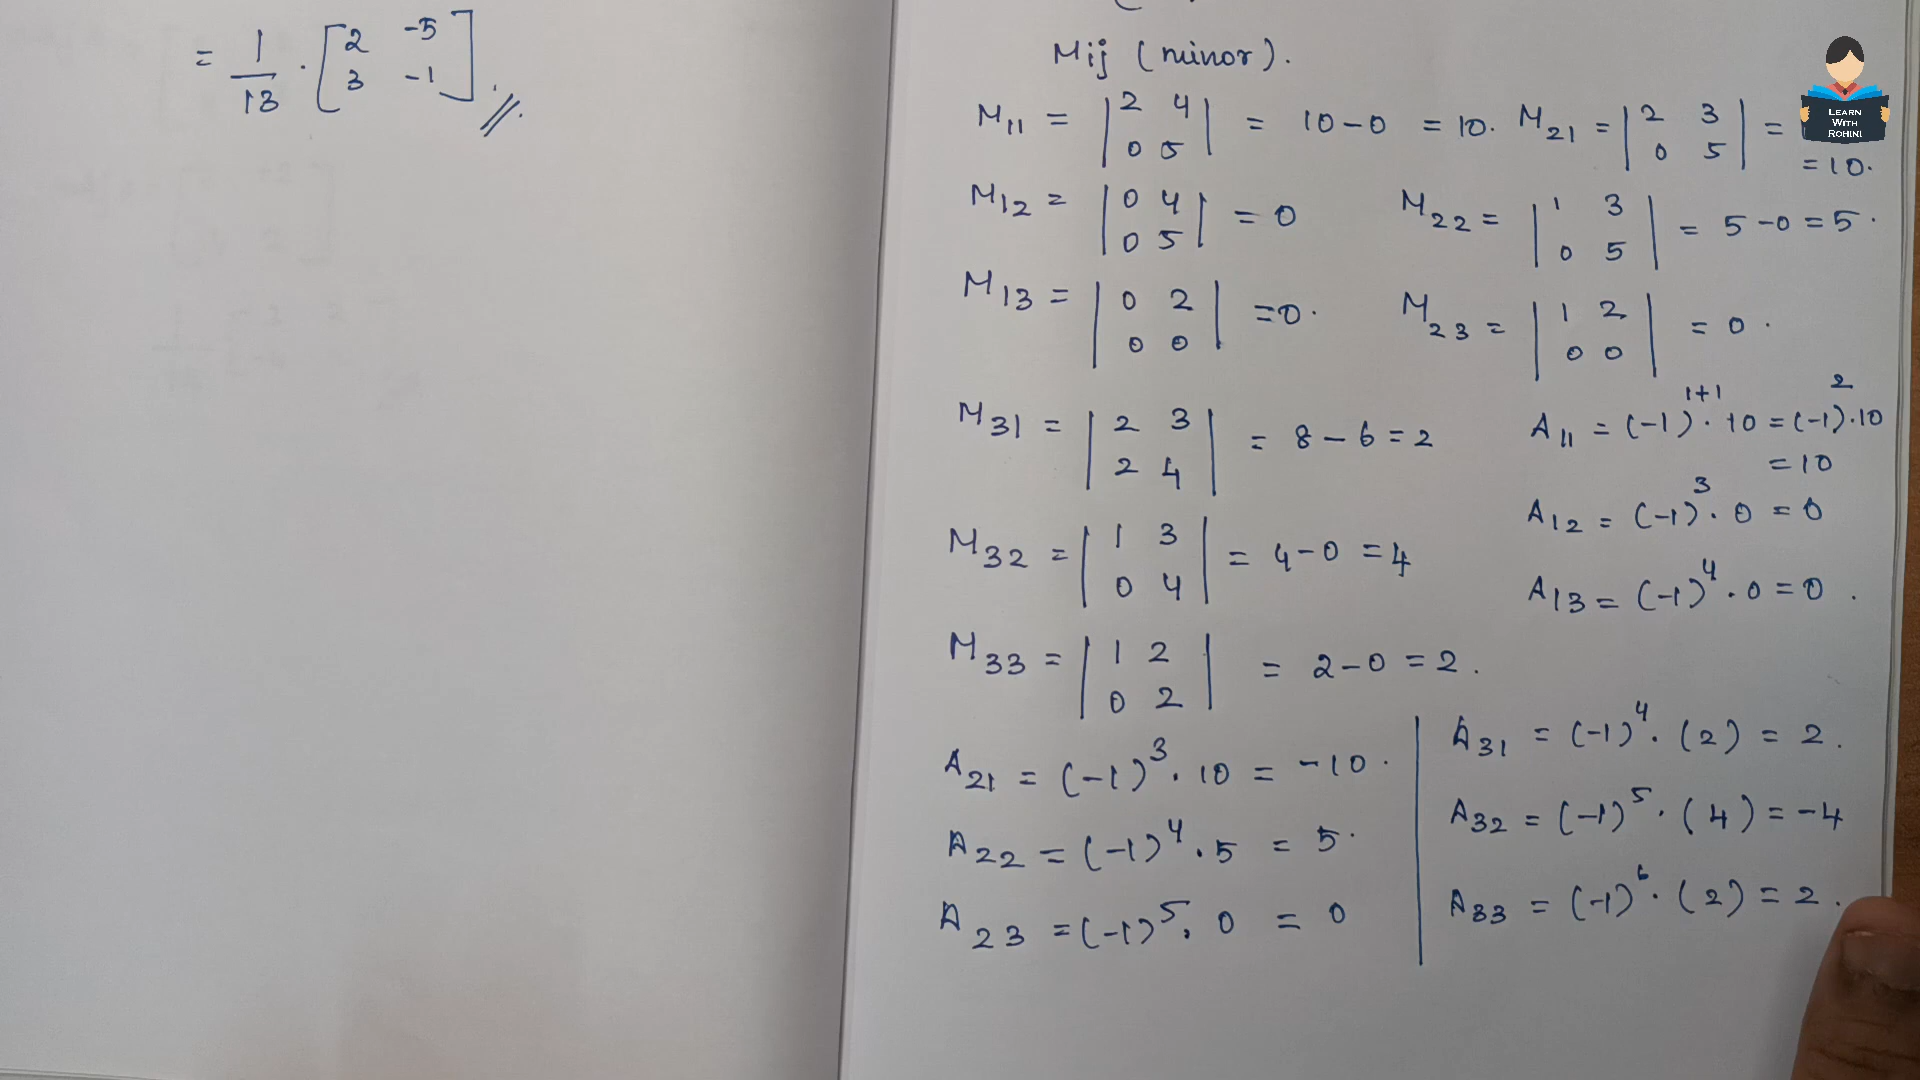 = 1/13 . [2 -5
3 -1] .//.
Mij (minor).
M11 = |2 4
0 5| = 10-0 = 10.
M12 = |0 4
0 5| = 0
M13 = |0 2
0 0| =0.
M21 = |2 3
0 5| =
=10.
M22 = |1 3
0 5| = 5-0=5.
M23 = |1 2
0 0| = 0.
M31 = |2 3
2 4| = 8-6=2
M32 = |1 3
0 4| = 4-0 =4
M33 = |1 2
0 2| = 2-0 =2.
A11 = (-1)^1+1 . 10 = (-1)^2.10
=10
A12 = (-1)^3 . 0 = 0
A13 = (-1)^4 . 0 = 0.
A21 = (-1)^3 . 10 = -10.
A22 = (-1)^4 . 5 = 5.
A23 = (-1)^5 . 0 = 0
A31 = (-1)^4 . (2) = 2.
A32 = (-1)^5 . (4) = -4
A33 = (-1)^6 . (2) = 2.
LEARN
WITH
ROHINI